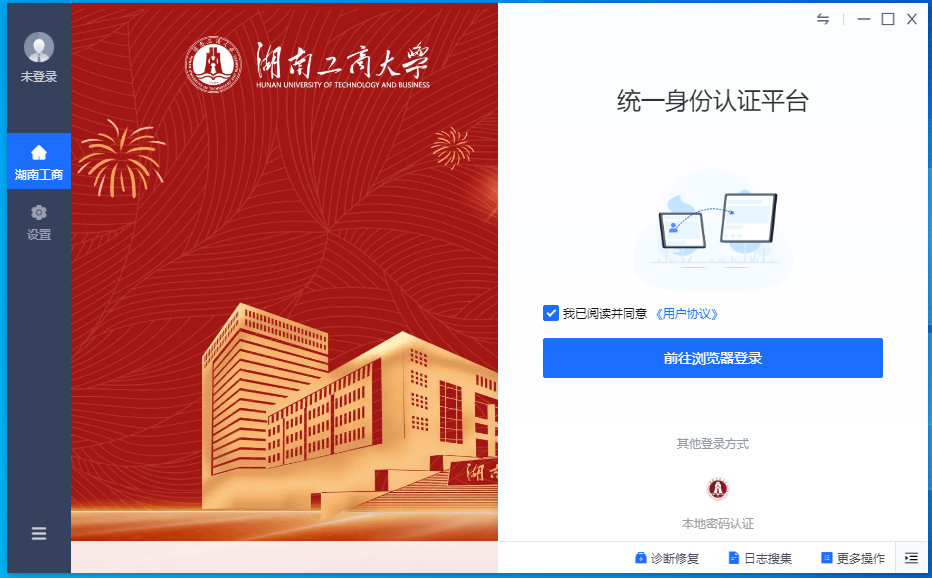 未登录
湖南工商
设置
湖南工商大學
HUNAN UNIVERSITY OF TECHNOLOGY AND BUSINESS
湖
统一身份认证平台
我已阅读并同意 《用户协议》
前往浏览器登录
其他登录方式
本地密码认证
诊断修复
日志搜集
更多操作